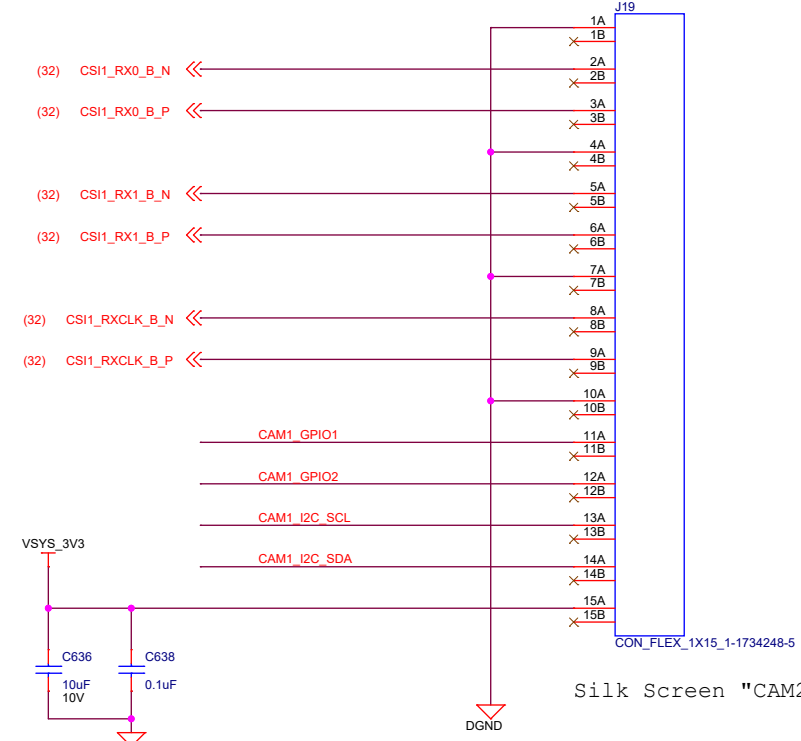 J19
1A
1B
(32) CSI1_RX0_B_N 2A
2B
(32) CSI1_RX0_B_P 3A
3B
4A
4B
(32) CSI1_RX1_B_N 5A
5B
(32) CSI1_RX1_B_P 6A
6B
7A
7B
(32) CSI1_RXCLK_B_N 8A
8B
(32) CSI1_RXCLK_B_P 9A
9B
10A
10B
CAM1_GPIO1 11A
11B
CAM1_GPIO2 12A
12B
CAM1_I2C_SCL 13A
13B
VSYS_3V3
CAM1_I2C_SDA 14A
14B
15A
15B
CON_FLEX_1X15_1-1734248-5
C636 C638
10uF 0.1uF
10V
Silk Screen "CAM2
DGND